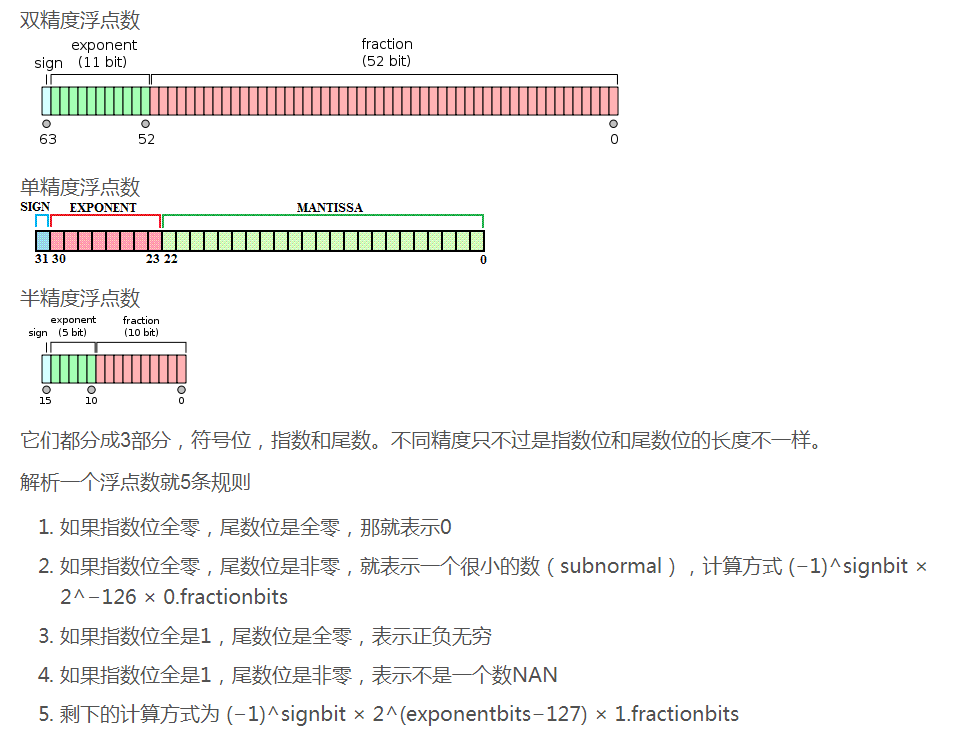 双精度浮点数
exponent
fraction
sign (11 bit)
(52 bit)
63 52 0
单精度浮点数
SIGN EXPONENT MANTISSA
31 30 23 22 0
半精度浮点数
exponent fraction
sign (5 bit) (10 bit)
15 10 0
它们都分成3部分，符号位，指数和尾数。不同精度只不过是指数位和尾数位的长度不一样。
解析一个浮点数就5条规则
1. 如果指数位全零，尾数位是全零，那就表示0
2. 如果指数位全零，尾数位是非零，就表示一个很小的数（subnormal），计算方式 (−1)^signbit ×
2^−126 × 0.fractionbits
3. 如果指数位全是1，尾数位是全零，表示正负无穷
4. 如果指数位全是1，尾数位是非零，表示不是一个数NAN
5. 剩下的计算方式为 (−1)^signbit × 2^(exponentbits−127) × 1.fractionbits